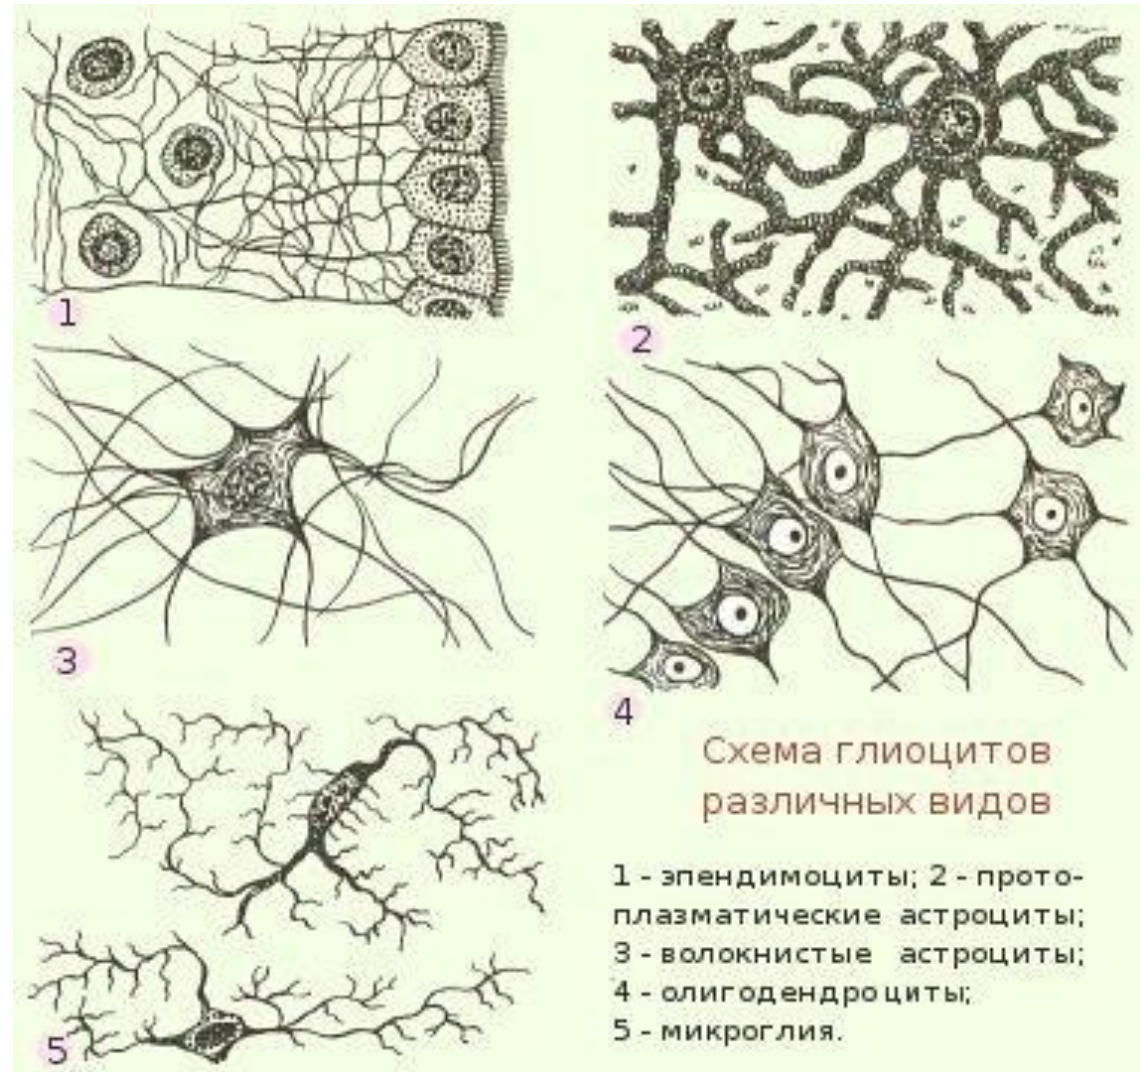 1
2
3
4
5
Схема глиоцитов
различных видов
1 - эпендимоциты; 2 - прото-
плазматические астроциты;
3 - волокнистые астроциты;
4 - олигодендроциты;
5 - микроглия.